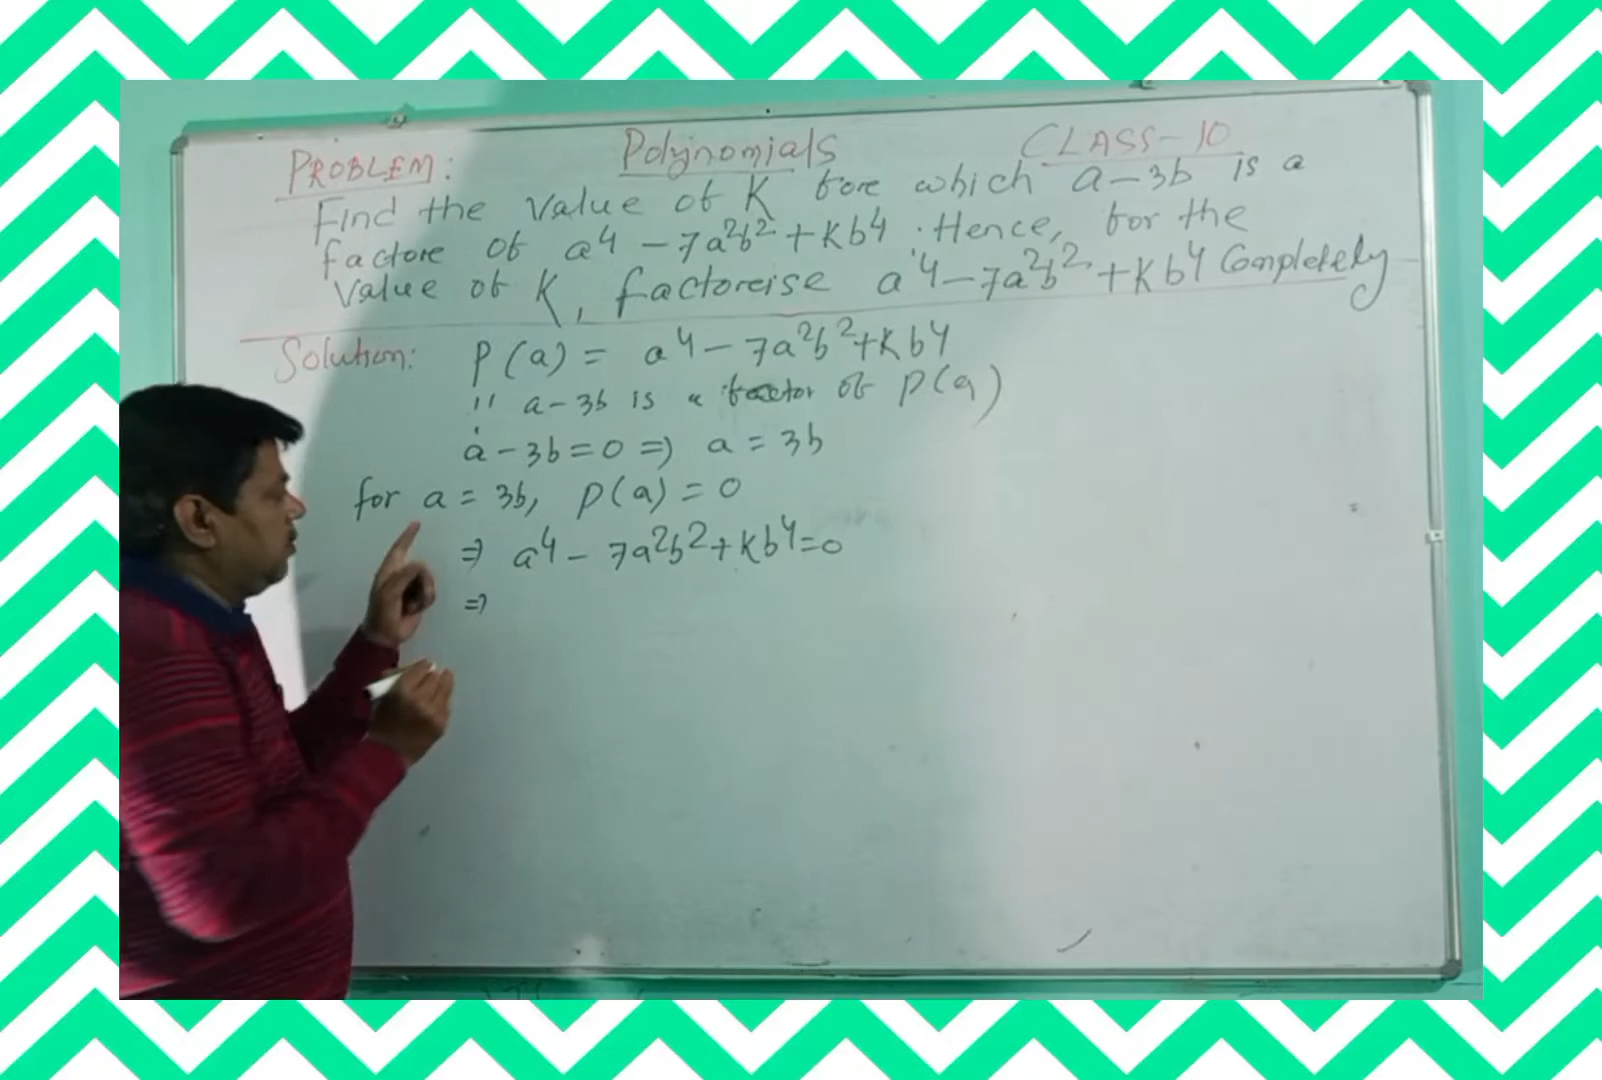 Polynomials CLASS-10
PROBLEM:
Find the value of K fore which a-3b is a
factore of a⁴ - 7a²b² + Kb⁴. Hence, for the
value of K, factoreise a⁴ - 7a²b² + Kb⁴ Completely
Solution: P(a) = a⁴ - 7a²b² + Kb⁴
∵ a-3b is a factor of P(a)
a-3b = 0 ⇒ a = 3b
for a = 3b, P(a) = 0
⇒ a⁴ - 7a²b² + Kb⁴ = 0
⇒